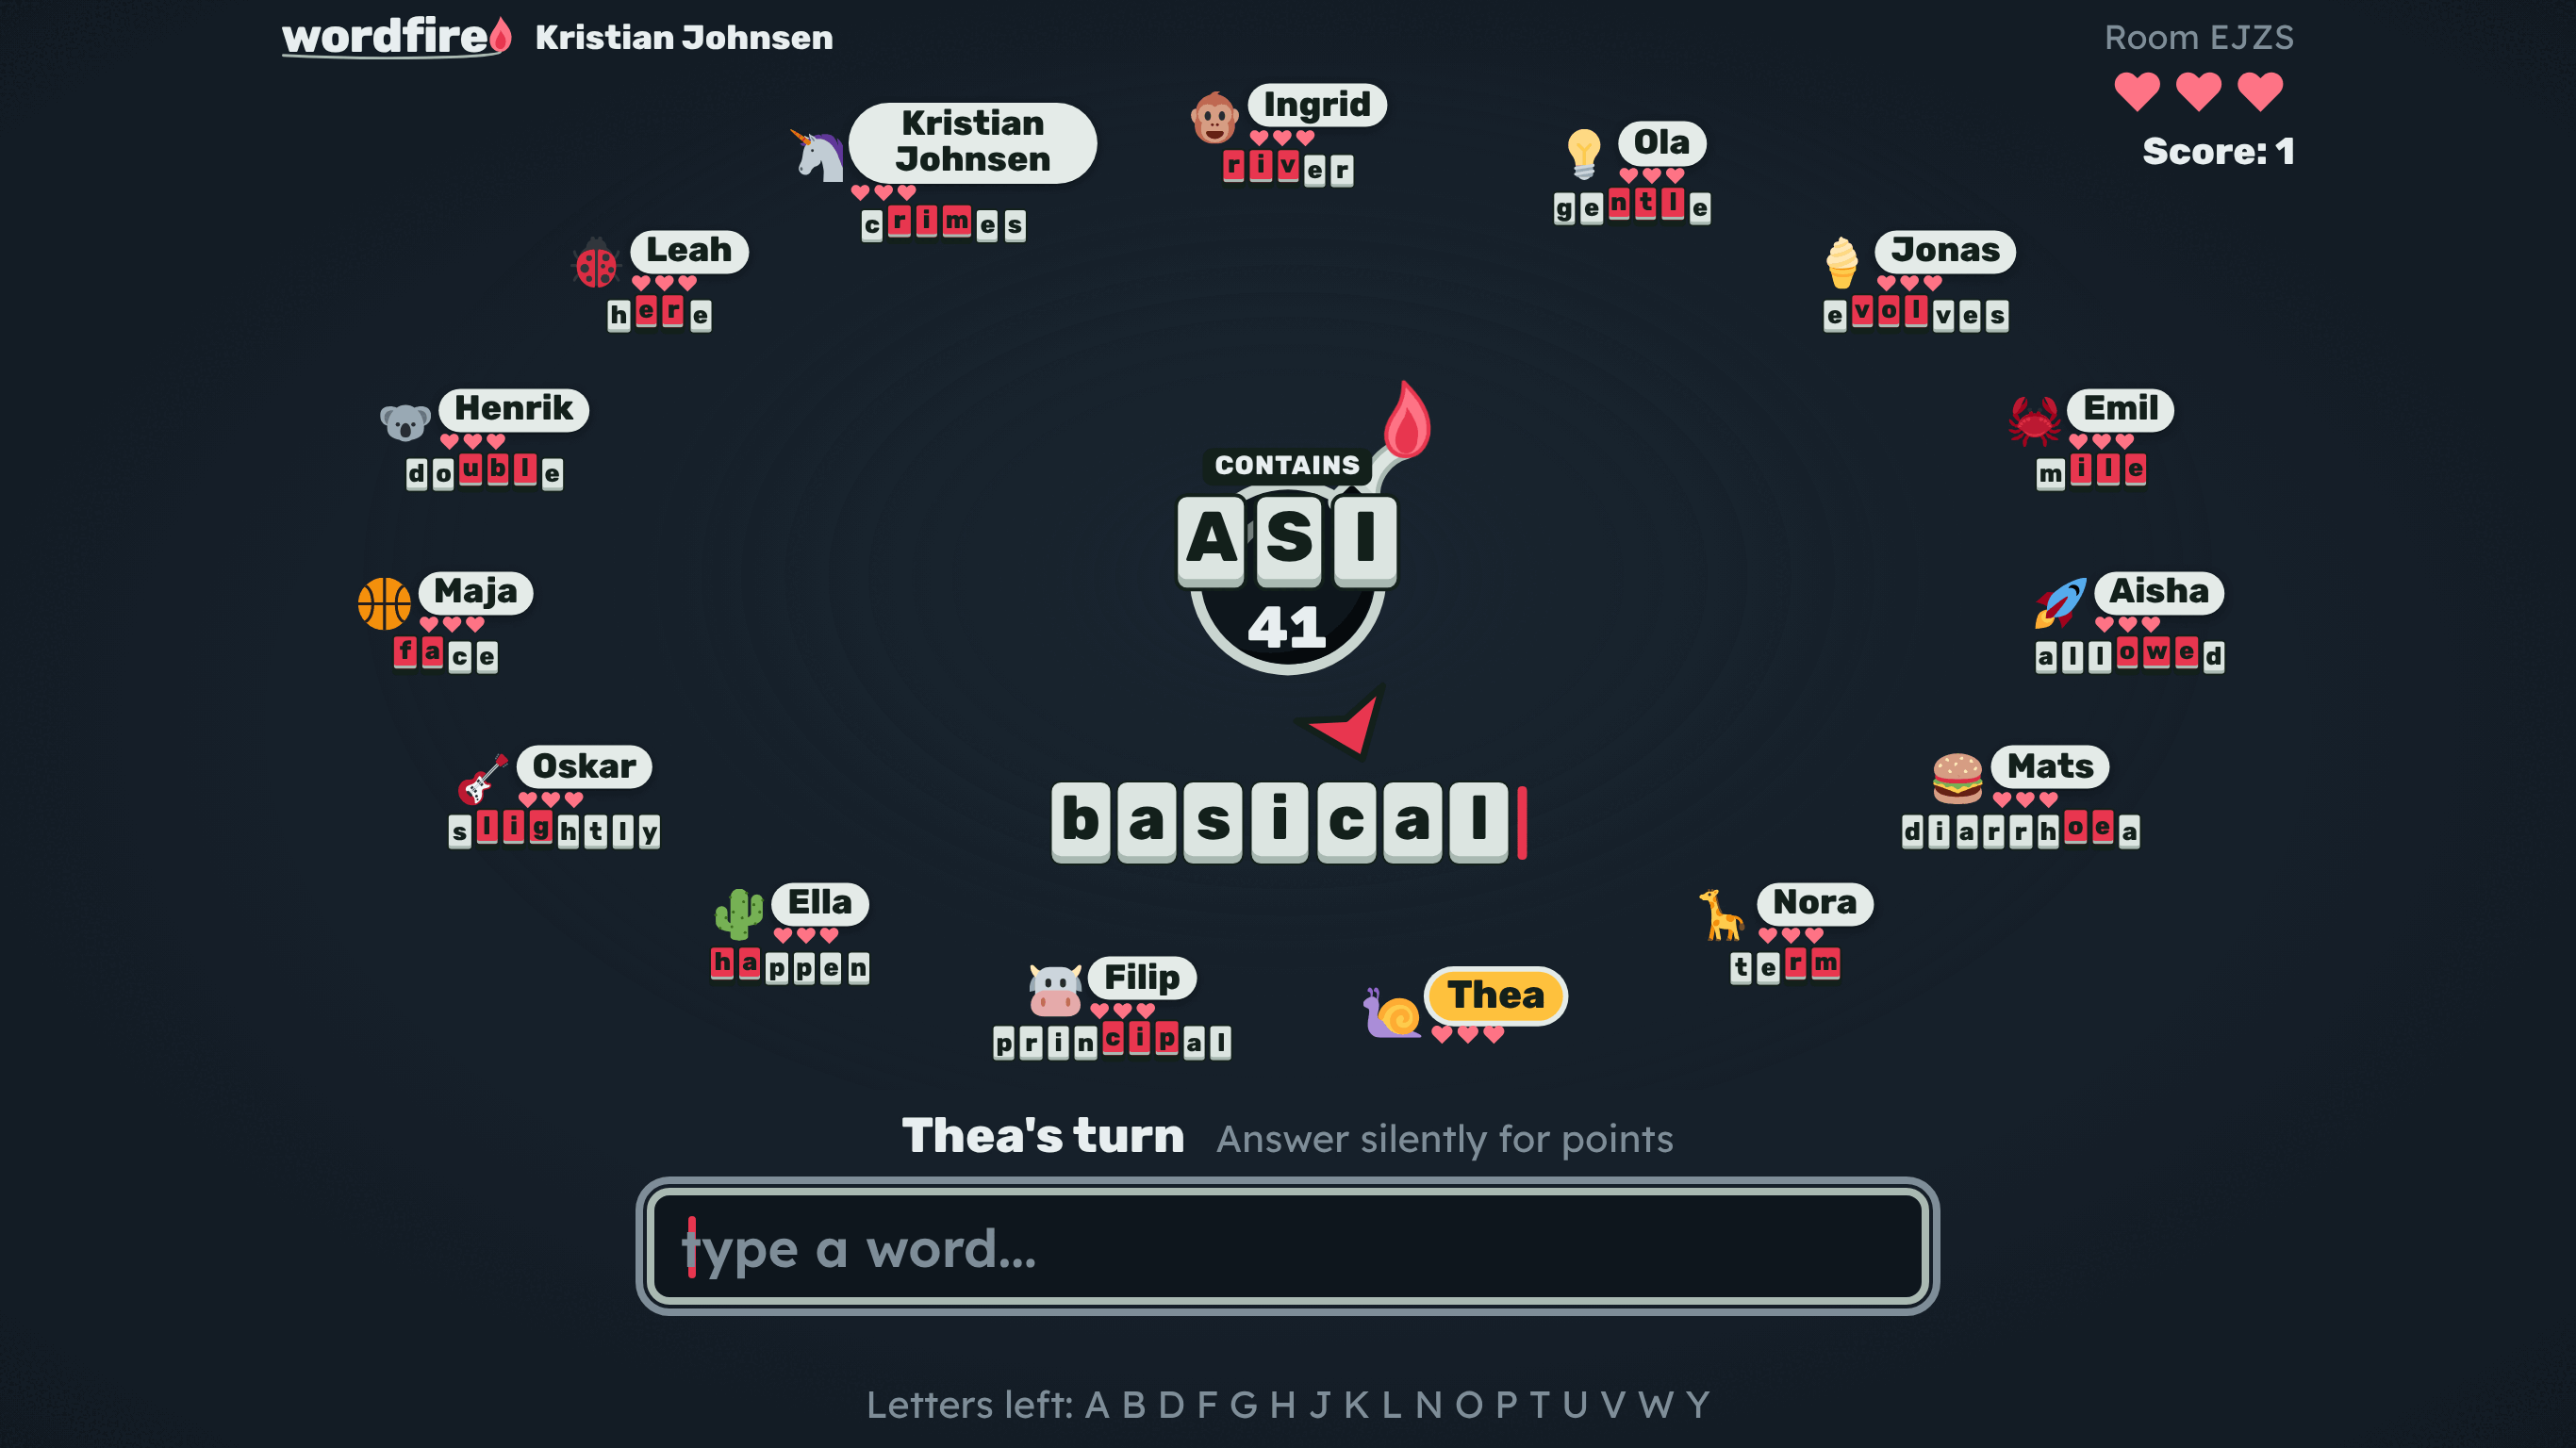 wordfire Kristian Johnsen
Room EJZS
Score: 1
Kristian
Johnsen
crimes
Ingrid
river
Ola
gentle
Leah
here
Jonas
evolves
Henrik
double
Emil
mile
CONTAINS
ASI
41
Maja
face
Aisha
allowed
Oskar
slightly
Mats
diarrhoea
basical
Ella
happen
Nora
term
Filip
principal
Thea
Thea's turn Answer silently for points
type a word...
Letters left: A B D F G H J K L N O P T U V W Y